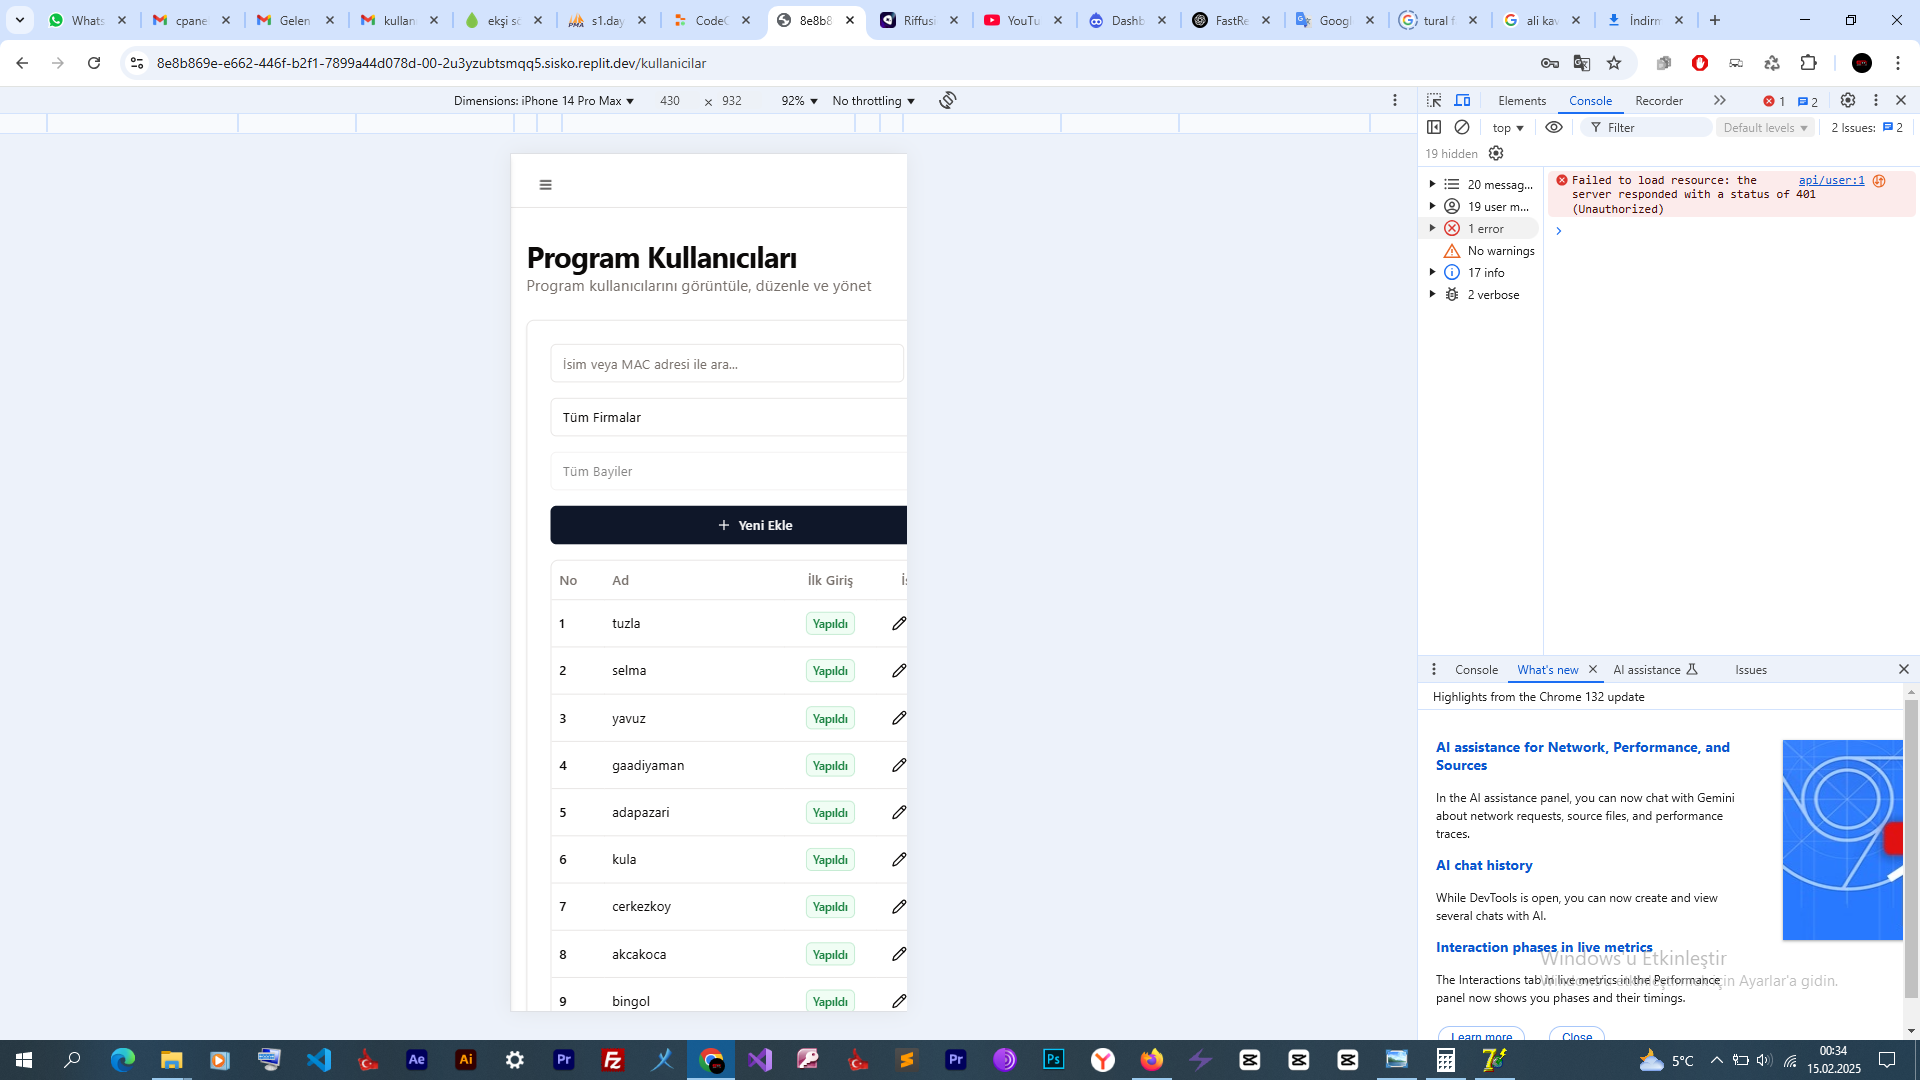 Whats
cpane
Gelen
kullanı
ekşi sö
s1.day
CodeC
8e8b8
Riffusi
YouTu
Dashb
FastRe
Googl
tural f
ali kav
İndirm
8e8b869e-e662-446f-b2f1-7899a44d078d-00-2u3yzubtsmqq5.sisko.replit.dev/kullanicilar
Dimensions: iPhone 14 Pro Max 430 × 932 92% No throttling
Elements Console Recorder 1 2
top Filter Default levels 2 Issues: 2
19 hidden
20 messag...
19 user m...
1 error
No warnings
17 info
2 verbose
Failed to load resource: the api/user:1
server responded with a status of 401
(Unauthorized)
Program Kullanıcıları
Program kullanıcılarını görüntüle, düzenle ve yönet
İsim veya MAC adresi ile ara...
Tüm Firmalar
Tüm Bayiler
+ Yeni Ekle
No Ad İlk Giriş
1 tuzla Yapıldı
2 selma Yapıldı
3 yavuz Yapıldı
4 gaadiyaman Yapıldı
5 adapazari Yapıldı
6 kula Yapıldı
7 cerkezkoy Yapıldı
8 akcakoca Yapıldı
9 bingol Yapıldı
Console What's new AI assistance Issues
Highlights from the Chrome 132 update
AI assistance for Network, Performance, and
Sources
In the AI assistance panel, you can now chat with Gemini
about network requests, source files, and performance
traces.
AI chat history
While DevTools is open, you can now create and view
several chats with AI.
Interaction phases in live metrics
The Interactions tab in live metrics in the Performance
panel now shows you phases and their timings.
Learn more Close
Windows'u Etkinleştir
Windows'u etkinleştirmek için Ayarlar'a gidin.
Ae
Ai
Pr
Pr
Ps
5°C
00:34
15.02.2025